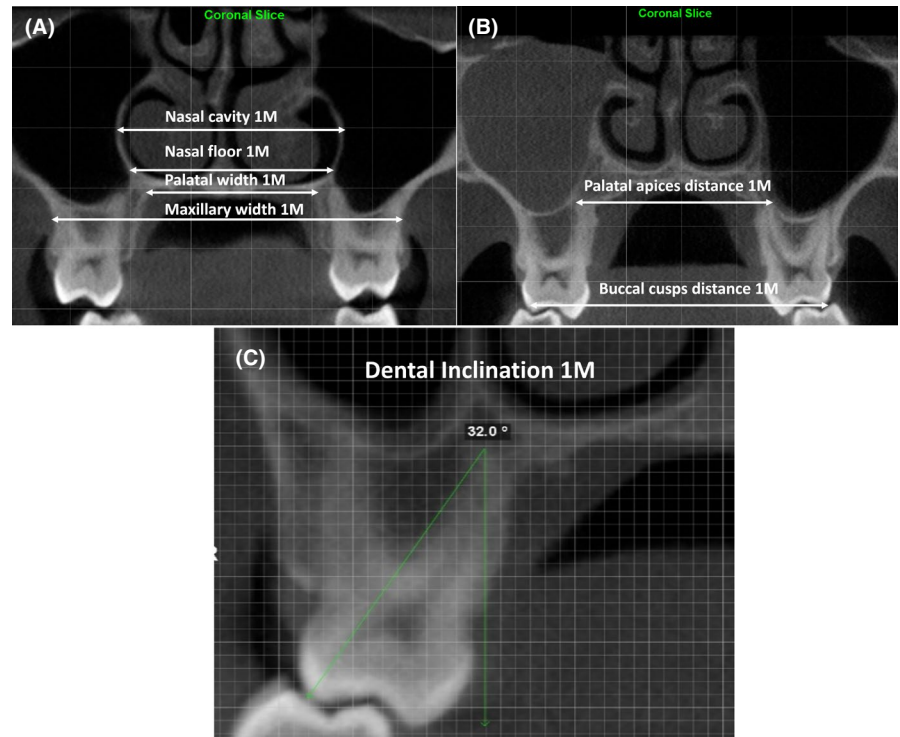 (A)
Coronal Slice
Nasal cavity 1M
Nasal floor 1M
Palatal width 1M
Maxillary width 1M
(B)
Coronal Slice
Palatal apices distance 1M
Buccal cusps distance 1M
(C)
Dental Inclination 1M
32.0 °
R